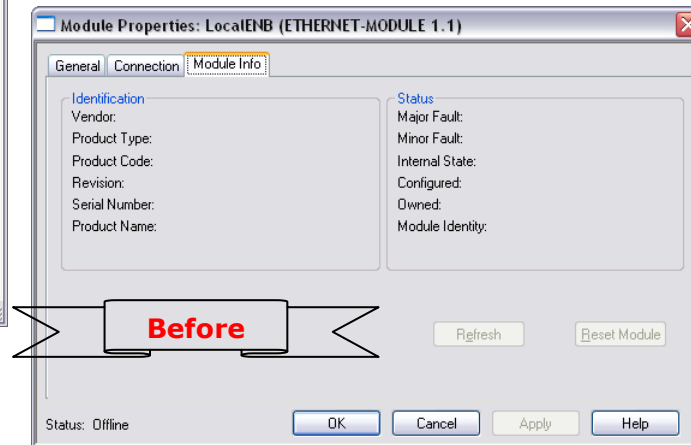 Module Properties: LocalENB (ETHERNET-MODULE 1.1)
General Connection Module Info
Identification
Vendor:
Product Type:
Product Code:
Revision:
Serial Number:
Product Name:
Status
Major Fault:
Minor Fault:
Internal State:
Configured:
Owned:
Module Identity:
Before
Refresh Reset Module
Status: Offline OK Cancel Apply Help